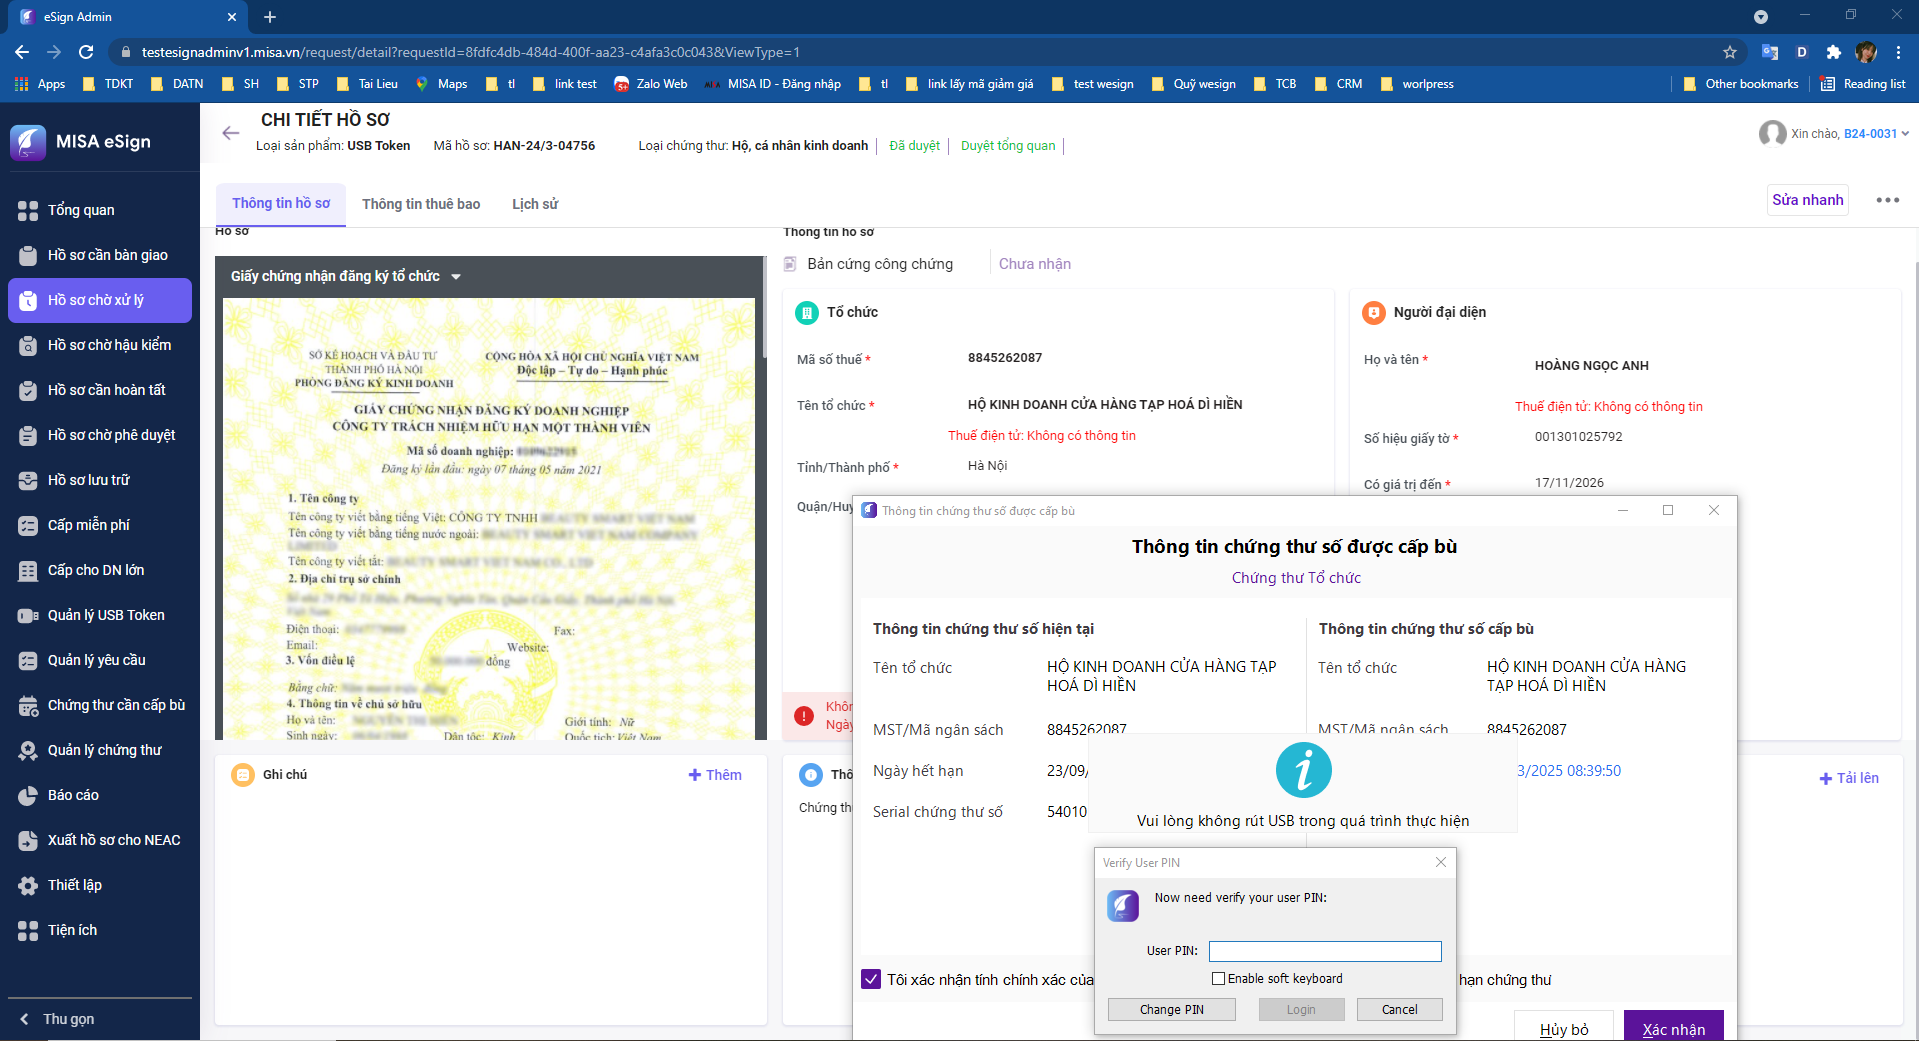 eSign Admin
testesignadminv1.misa.vn/request/detail?requestId=8fdfc4db-484d-400f-aa23-c4afa3c0c043&ViewType=1
Apps TDKT DATN SH STP Tai Lieu Maps tl link test Zalo Web MISA ID - Đăng nhập tl link lấy mã giảm giá test wesign Quỹ wesign TCB CRM worlpress Other bookmarks Reading list
MISA eSign
Tổng quan
Hồ sơ cần bàn giao
Hồ sơ chờ xử lý
Hồ sơ chờ hậu kiểm
Hồ sơ cần hoàn tất
Hồ sơ chờ phê duyệt
Hồ sơ lưu trữ
Cấp miễn phí
Cấp cho DN lớn
Quản lý USB Token
Quản lý yêu cầu
Chứng thư cần cấp bù
Quản lý chứng thư
Báo cáo
Xuất hồ sơ cho NEAC
Thiết lập
Tiện ích
Thu gọn
CHI TIẾT HỒ SƠ
Loại sản phẩm: USB Token Mã hồ sơ: HAN-24/3-04756 Loại chứng thư: Hộ, cá nhân kinh doanh Đã duyệt Duyệt tổng quan
Xin chào, B24-0031
Thông tin hồ sơ Thông tin thuê bao Lịch sử
Sửa nhanh
Hồ sơ
Giấy chứng nhận đăng ký tổ chức
SỞ KẾ HOẠCH VÀ ĐẦU TƯ
THÀNH PHỐ HÀ NỘI
PHÒNG ĐĂNG KÝ KINH DOANH
CỘNG HÒA XÃ HỘI CHỦ NGHĨA VIỆT NAM
Độc lập – Tự do – Hạnh phúc
GIẤY CHỨNG NHẬN ĐĂNG KÝ DOANH NGHIỆP
CÔNG TY TRÁCH NHIỆM HỮU HẠN MỘT THÀNH VIÊN
Mã số doanh nghiệp:
Đăng ký lần đầu: ngày 07 tháng 05 năm 2021
1. Tên công ty
Tên công ty viết bằng tiếng Việt: CÔNG TY TNHH
Tên công ty viết bằng tiếng nước ngoài:
Tên công ty viết tắt:
2. Địa chỉ trụ sở chính
Điện thoại: Fax:
Email: Website:
3. Vốn điều lệ đồng
Bằng chữ:
4. Thông tin về chủ sở hữu
Họ và tên: Giới tính: Nữ
Sinh ngày: Dân tộc: Kinh Quốc tịch: Việt Nam
Ghi chú
Thêm
Thông tin hồ sơ
Bản cứng công chứng Chưa nhận
Tổ chức
Mã số thuế * 8845262087
Tên tổ chức * HỘ KINH DOANH CỬA HÀNG TẠP HOÁ DÌ HIỀN
Thuế điện tử: Không có thông tin
Tỉnh/Thành phố * Hà Nội
Quận/Huy
Người đại diện
Họ và tên * HOÀNG NGỌC ANH
Thuế điện tử: Không có thông tin
Số hiệu giấy tờ * 001301025792
Có giá trị đến * 17/11/2026
Khôn
Ngày
Thô
Chứng thư
Tải lên
Thông tin chứng thư số được cấp bù
Thông tin chứng thư số được cấp bù
Chứng thư Tổ chức
Thông tin chứng thư số hiện tại
Tên tổ chức HỘ KINH DOANH CỬA HÀNG TẠP
HOÁ DÌ HIỀN
MST/Mã ngân sách 8845262087
Ngày hết hạn 23/09/
Serial chứng thư số 54010
Thông tin chứng thư số cấp bù
Tên tổ chức HỘ KINH DOANH CỬA HÀNG
TẠP HOÁ DÌ HIỀN
MST/Mã ngân sách 8845262087
3/2025 08:39:50
Vui lòng không rút USB trong quá trình thực hiện
Verify User PIN
Now need verify your user PIN:
User PIN:
Enable soft keyboard
Change PIN Login Cancel
Tôi xác nhận tính chính xác của hạn chứng thư
Hủy bỏ Xác nhận